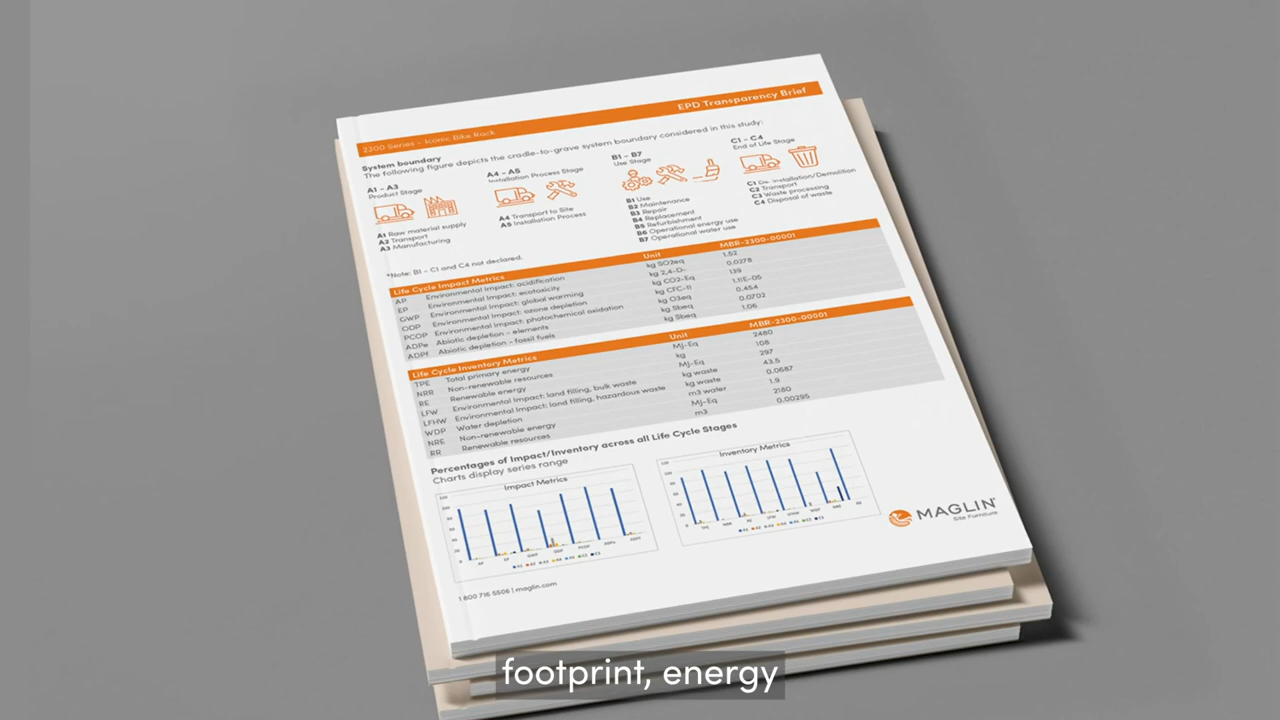 EPD Transparency Brief
2300 Series - Iconic Bike Rack
System boundary
The following figure depicts the cradle-to-grave system boundary considered in this study:
A1 - A3
Product Stage
A1 Raw material supply
A2 Transport
A3 Manufacturing
A4 - A5
Installation Process Stage
A4 Transport to Site
A5 Installation Process
B1 - B7
Use Stage
B1 Use
B2 Maintenance
B3 Repair
B4 Replacement
B5 Refurbishment
B6 Operational energy use
B7 Operational water use
C1 - C4
End of Life Stage
C1 De-installation/Demolition
C2 Transport
C3 Waste processing
C4 Disposal of waste
*Note: B1 - C1 and C4 not declared.
Life Cycle Impact Metrics Unit MBR-2300-00001
AP Environmental Impact: acidification kg SO2eq 1.52
EP Environmental Impact: ecotoxicity kg 2,4-D- 0.0278
GWP Environmental Impact: global warming kg CO2-Eq 139
ODP Environmental Impact: ozone depletion kg CFC-11 1.11E-05
PCOP Environmental Impact: photochemical oxidation kg O3eq 0.454
ADPe Abiotic depletion - elements kg Sbeq 0.0702
ADPf Abiotic depletion - fossil fuels kg Sbeq 1.06
Life Cycle Inventory Metrics Unit MBR-2300-00001
TPE Total primary energy MJ-Eq 2480
NRR Non-renewable resources kg 108
RE Renewable energy MJ-Eq 297
LFW Environmental Impact: land filling, bulk waste kg waste 43.5
LFHW Environmental Impact: land filling, hazardous waste kg waste 0.0687
WDP Water depletion m3 water 1.9
NRE Non-renewable energy MJ-Eq 2180
RR Renewable resources m3 0.00295
Percentages of Impact/Inventory across all Life Cycle Stages
Charts display series range
Impact Metrics
Inventory Metrics
MAGLIN
Site Furniture
1 800 716 5506 | maglin.com
footprint, energy